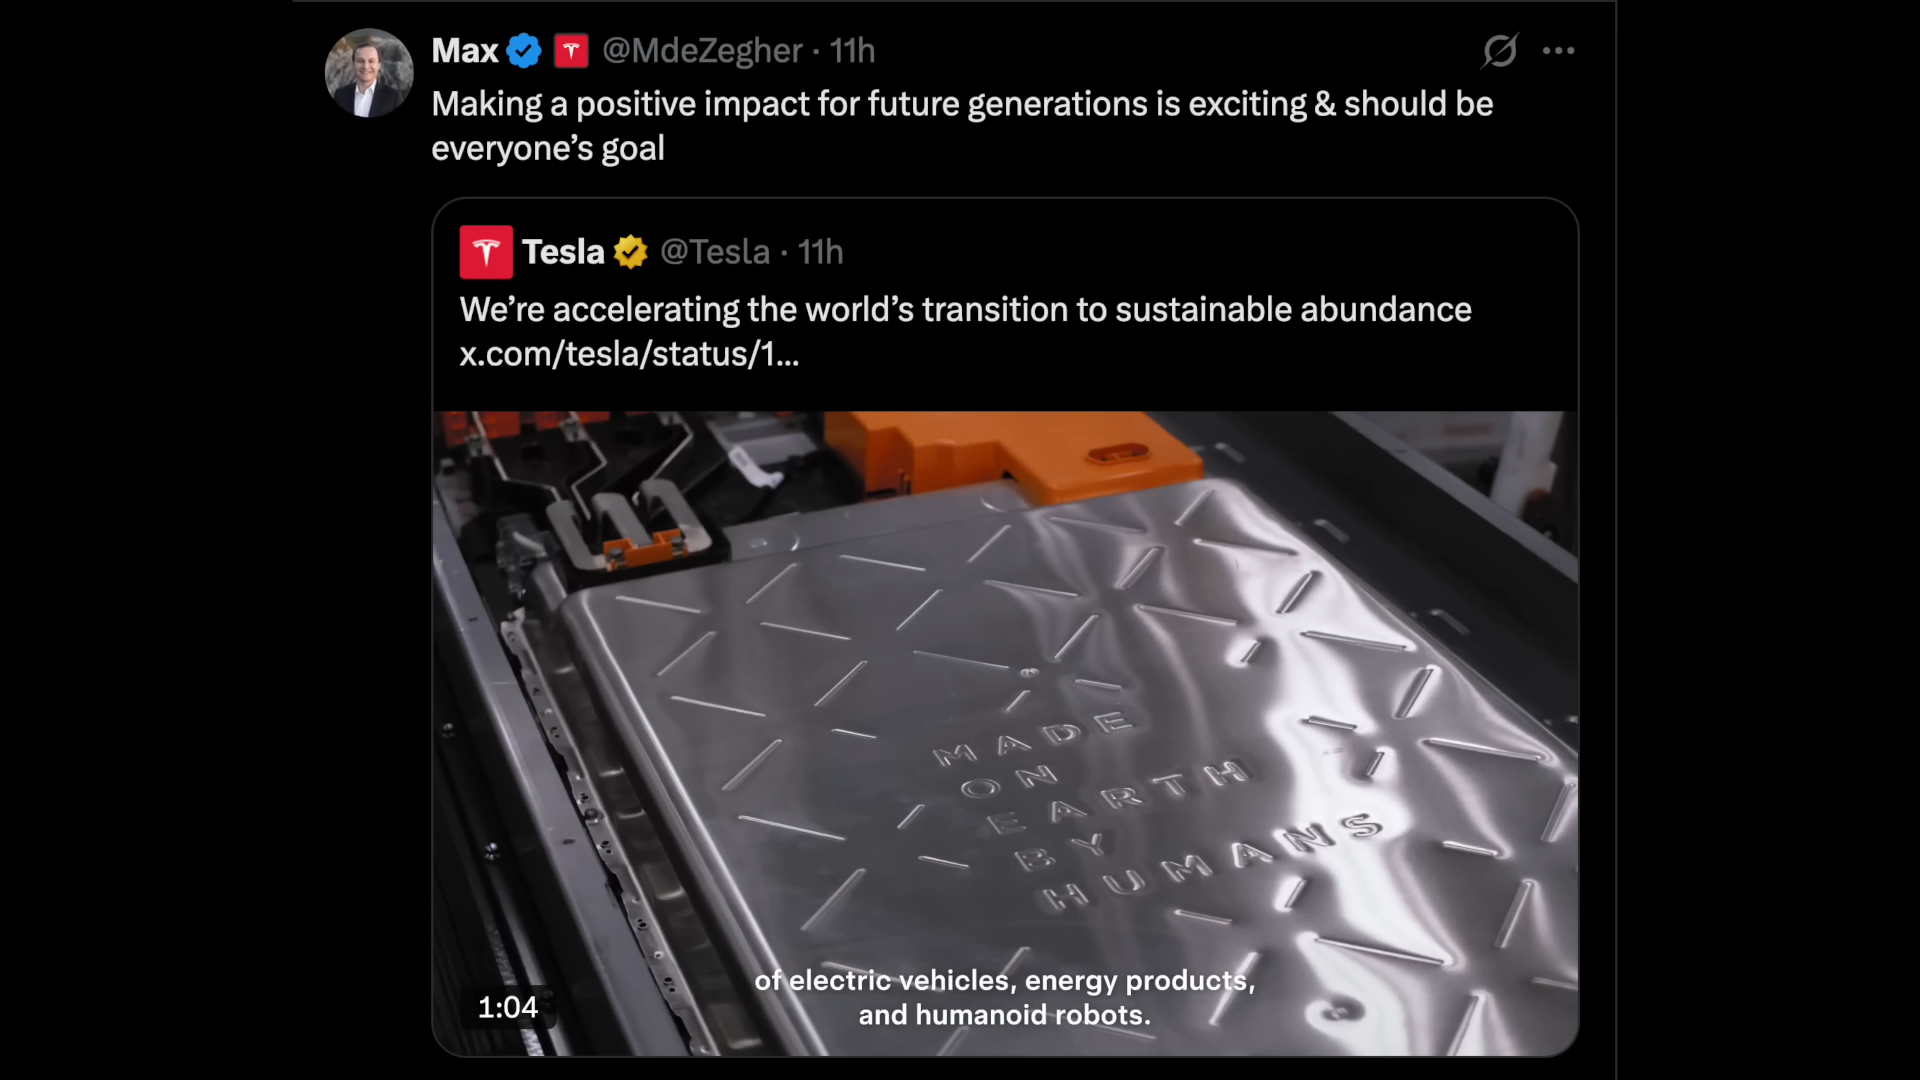 Max @MdeZegher · 11h
Making a positive impact for future generations is exciting & should be
everyone’s goal
Tesla @Tesla · 11h
We’re accelerating the world’s transition to sustainable abundance
x.com/tesla/status/1...
MADE
ON
EARTH
BY
HUMANS
of electric vehicles, energy products,
and humanoid robots.
1:04